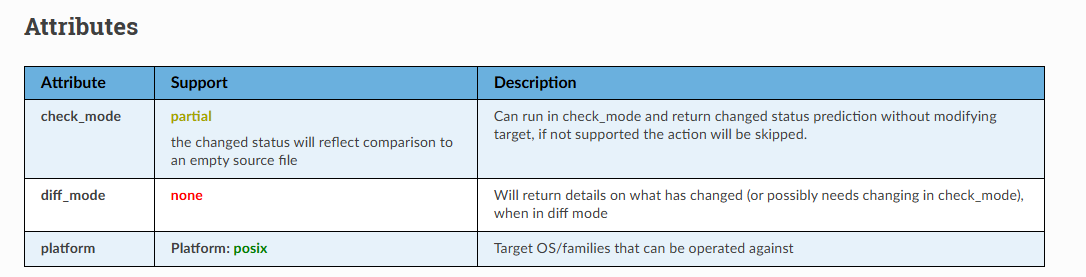 Attributes
Attribute
Support
Description
check_mode
partial
the changed status will reflect comparison to
an empty source file
Can run in check_mode and return changed status prediction without modifying
target, if not supported the action will be skipped.
diff_mode
none
Will return details on what has changed (or possibly needs changing in check_mode),
when in diff mode
platform
Platform: posix
Target OS/families that can be operated against